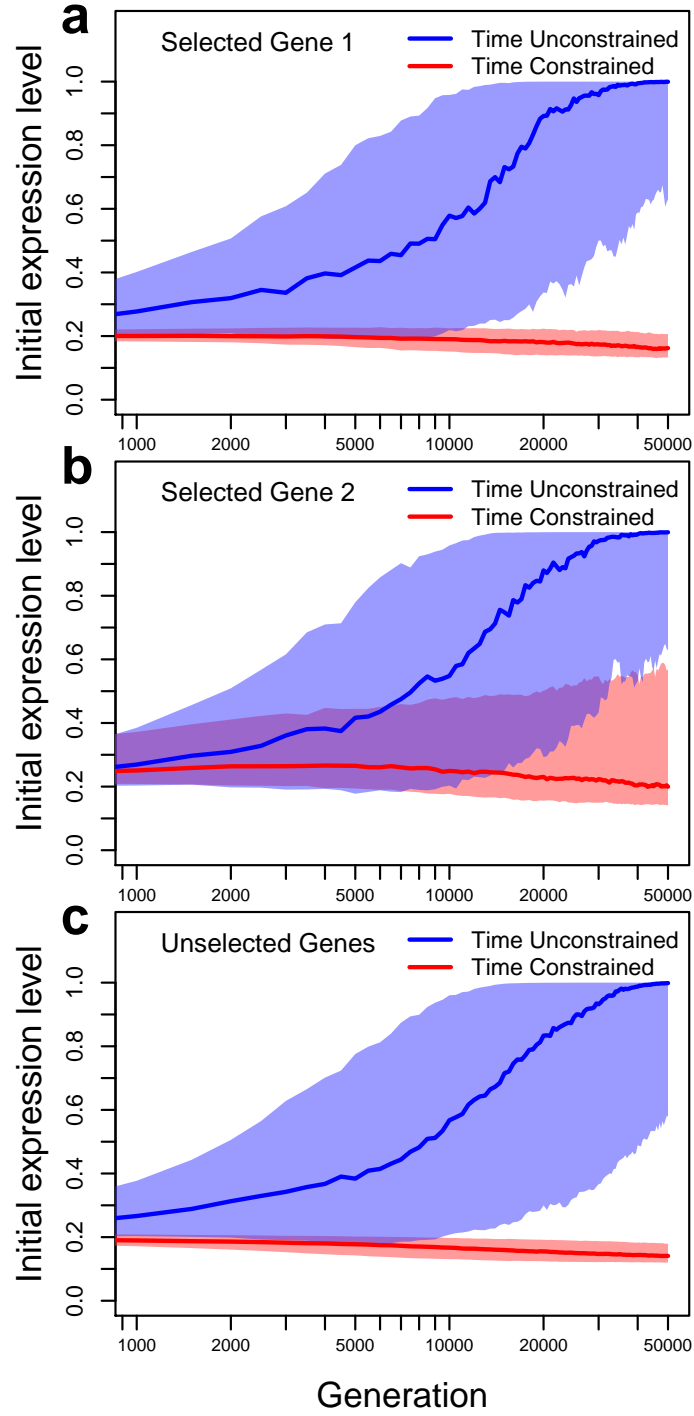 a
Selected Gene 1
Time Unconstrained
Time Constrained
Initial expression level
1.0
0.8
0.6
0.4
0.2
0.0
1000 2000 5000 10000 20000 50000
b
Selected Gene 2
Time Unconstrained
Time Constrained
Initial expression level
1.0
0.8
0.6
0.4
0.2
0.0
1000 2000 5000 10000 20000 50000
c
Unselected Genes
Time Unconstrained
Time Constrained
Initial expression level
1.0
0.8
0.6
0.4
0.2
0.0
1000 2000 5000 10000 20000 50000
Generation